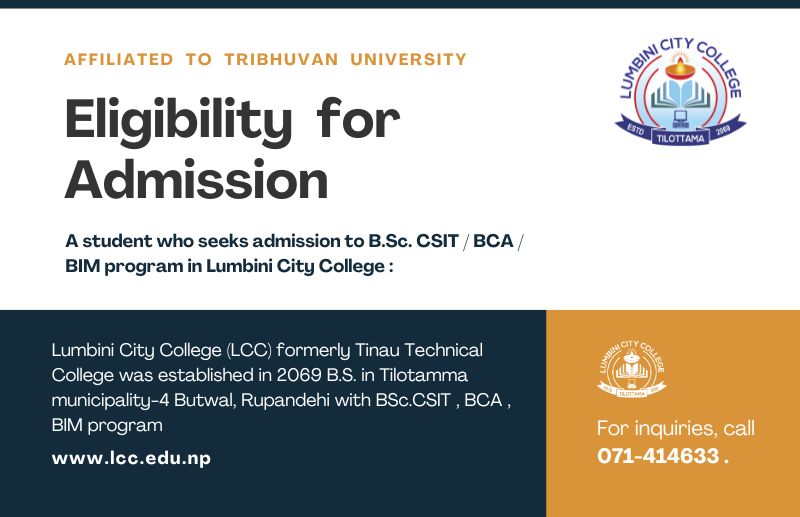 AFFILIATED TO TRIBHUVAN UNIVERSITY
LUMBINI CITY COLLEGE
ESTD
2069
TILOTTAMA
Eligibility for
Admission
A student who seeks admission to B.Sc. CSIT / BCA /
BIM program in Lumbini City College :
Lumbini City College (LCC) formerly Tinau Technical
College was established in 2069 B.S. in Tilotamma
municipality-4 Butwal, Rupandehi with BSc.CSIT , BCA ,
BIM program
www.lcc.edu.np
LUMBINI CITY COLLEGE
TILOTTAMA
For inquiries, call
071-414633 .